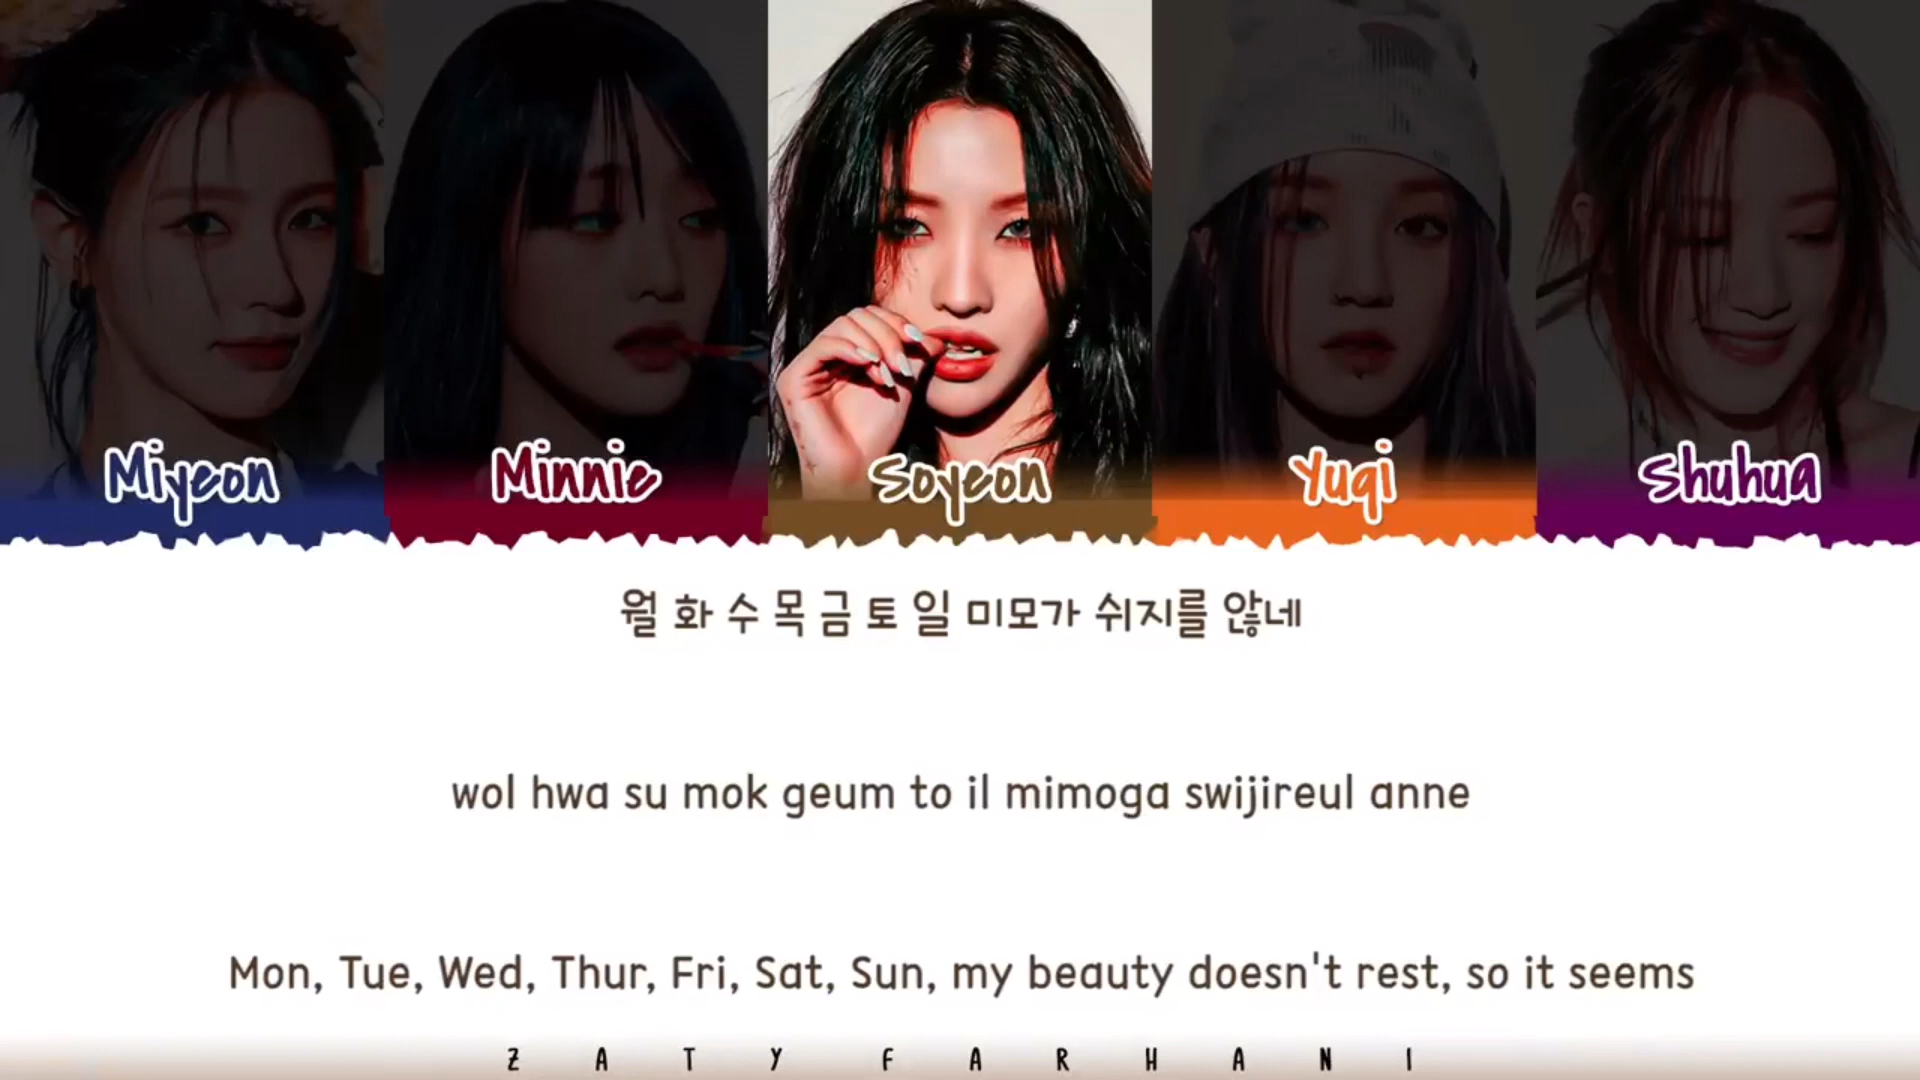 Miyeon Minnie Soyeon Yuqi Shuhua
월 화 수 목 금 토 일 미모가 쉬지를 않네
wol hwa su mok geum to il mimoga swijireul anne
Mon, Tue, Wed, Thur, Fri, Sat, Sun, my beauty doesn't rest, so it seems
ZATY FARHANI